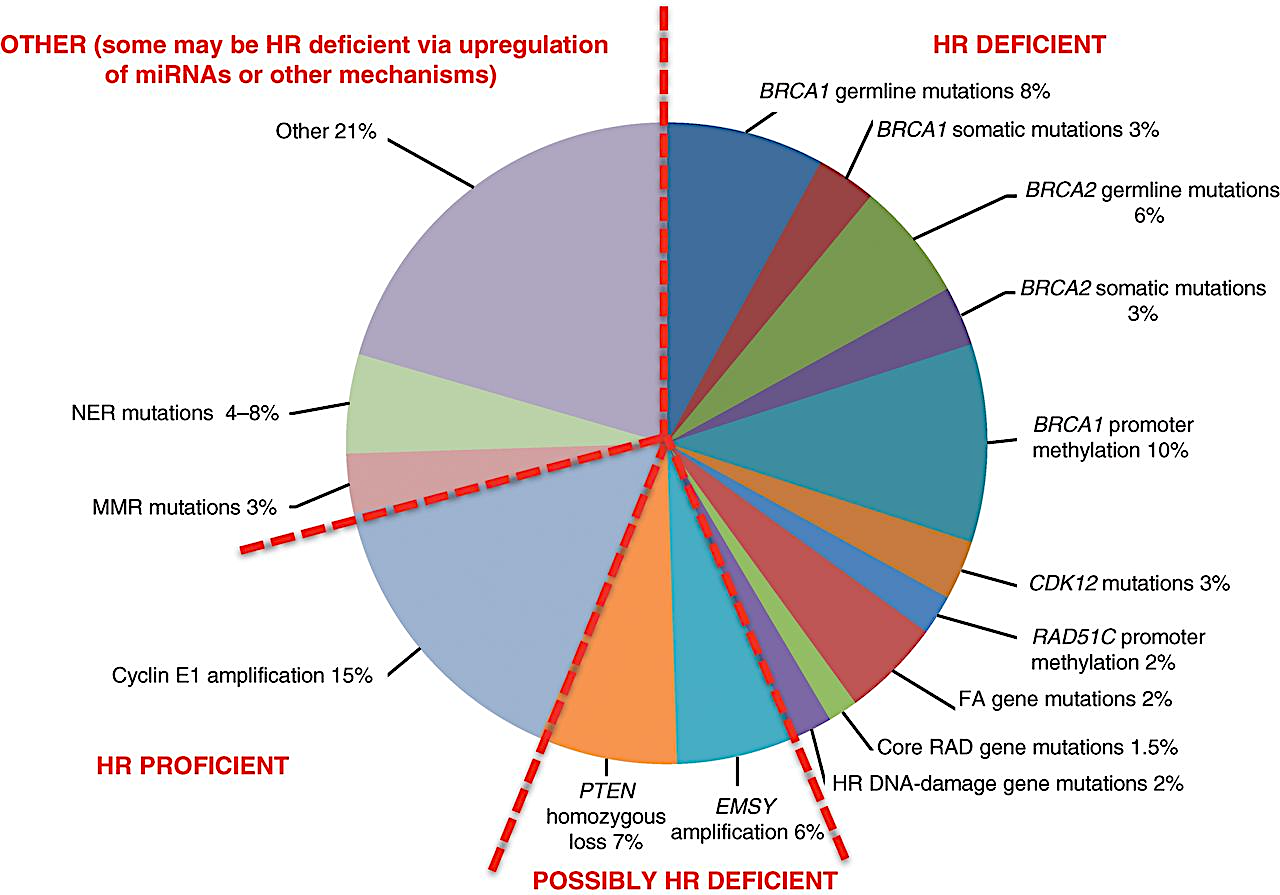 OTHER (some may be HR deficient via upregulation
of miRNAs or other mechanisms)
HR DEFICIENT
BRCA1 germline mutations 8%
BRCA1 somatic mutations 3%
Other 21%
BRCA2 germline mutations
6%
BRCA2 somatic mutations
3%
NER mutations 4–8%
BRCA1 promoter
methylation 10%
MMR mutations 3%
CDK12 mutations 3%
RAD51C promoter
methylation 2%
Cyclin E1 amplification 15%
FA gene mutations 2%
Core RAD gene mutations 1.5%
HR PROFICIENT
HR DNA-damage gene mutations 2%
PTEN
homozygous
loss 7%
EMSY
amplification 6%
POSSIBLY HR DEFICIENT